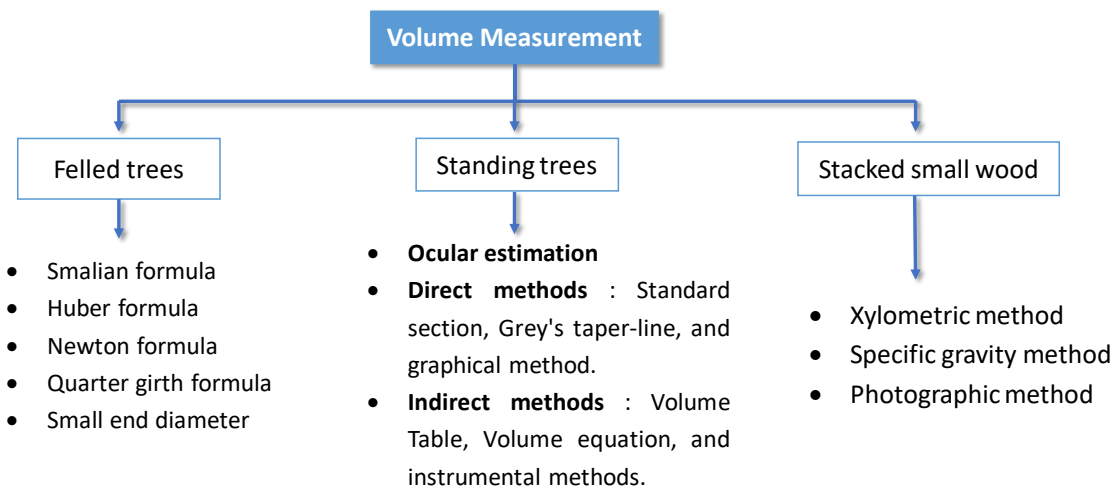 Volume Measurement
Felled trees
• Smalian formula
• Huber formula
• Newton formula
• Quarter girth formula
• Small end diameter
Standing trees
• Ocular estimation
• Direct methods : Standard
section, Grey's taper-line, and
graphical method.
• Indirect methods : Volume
Table, Volume equation, and
instrumental methods.
Stacked small wood
• Xylometric method
• Specific gravity method
• Photographic method